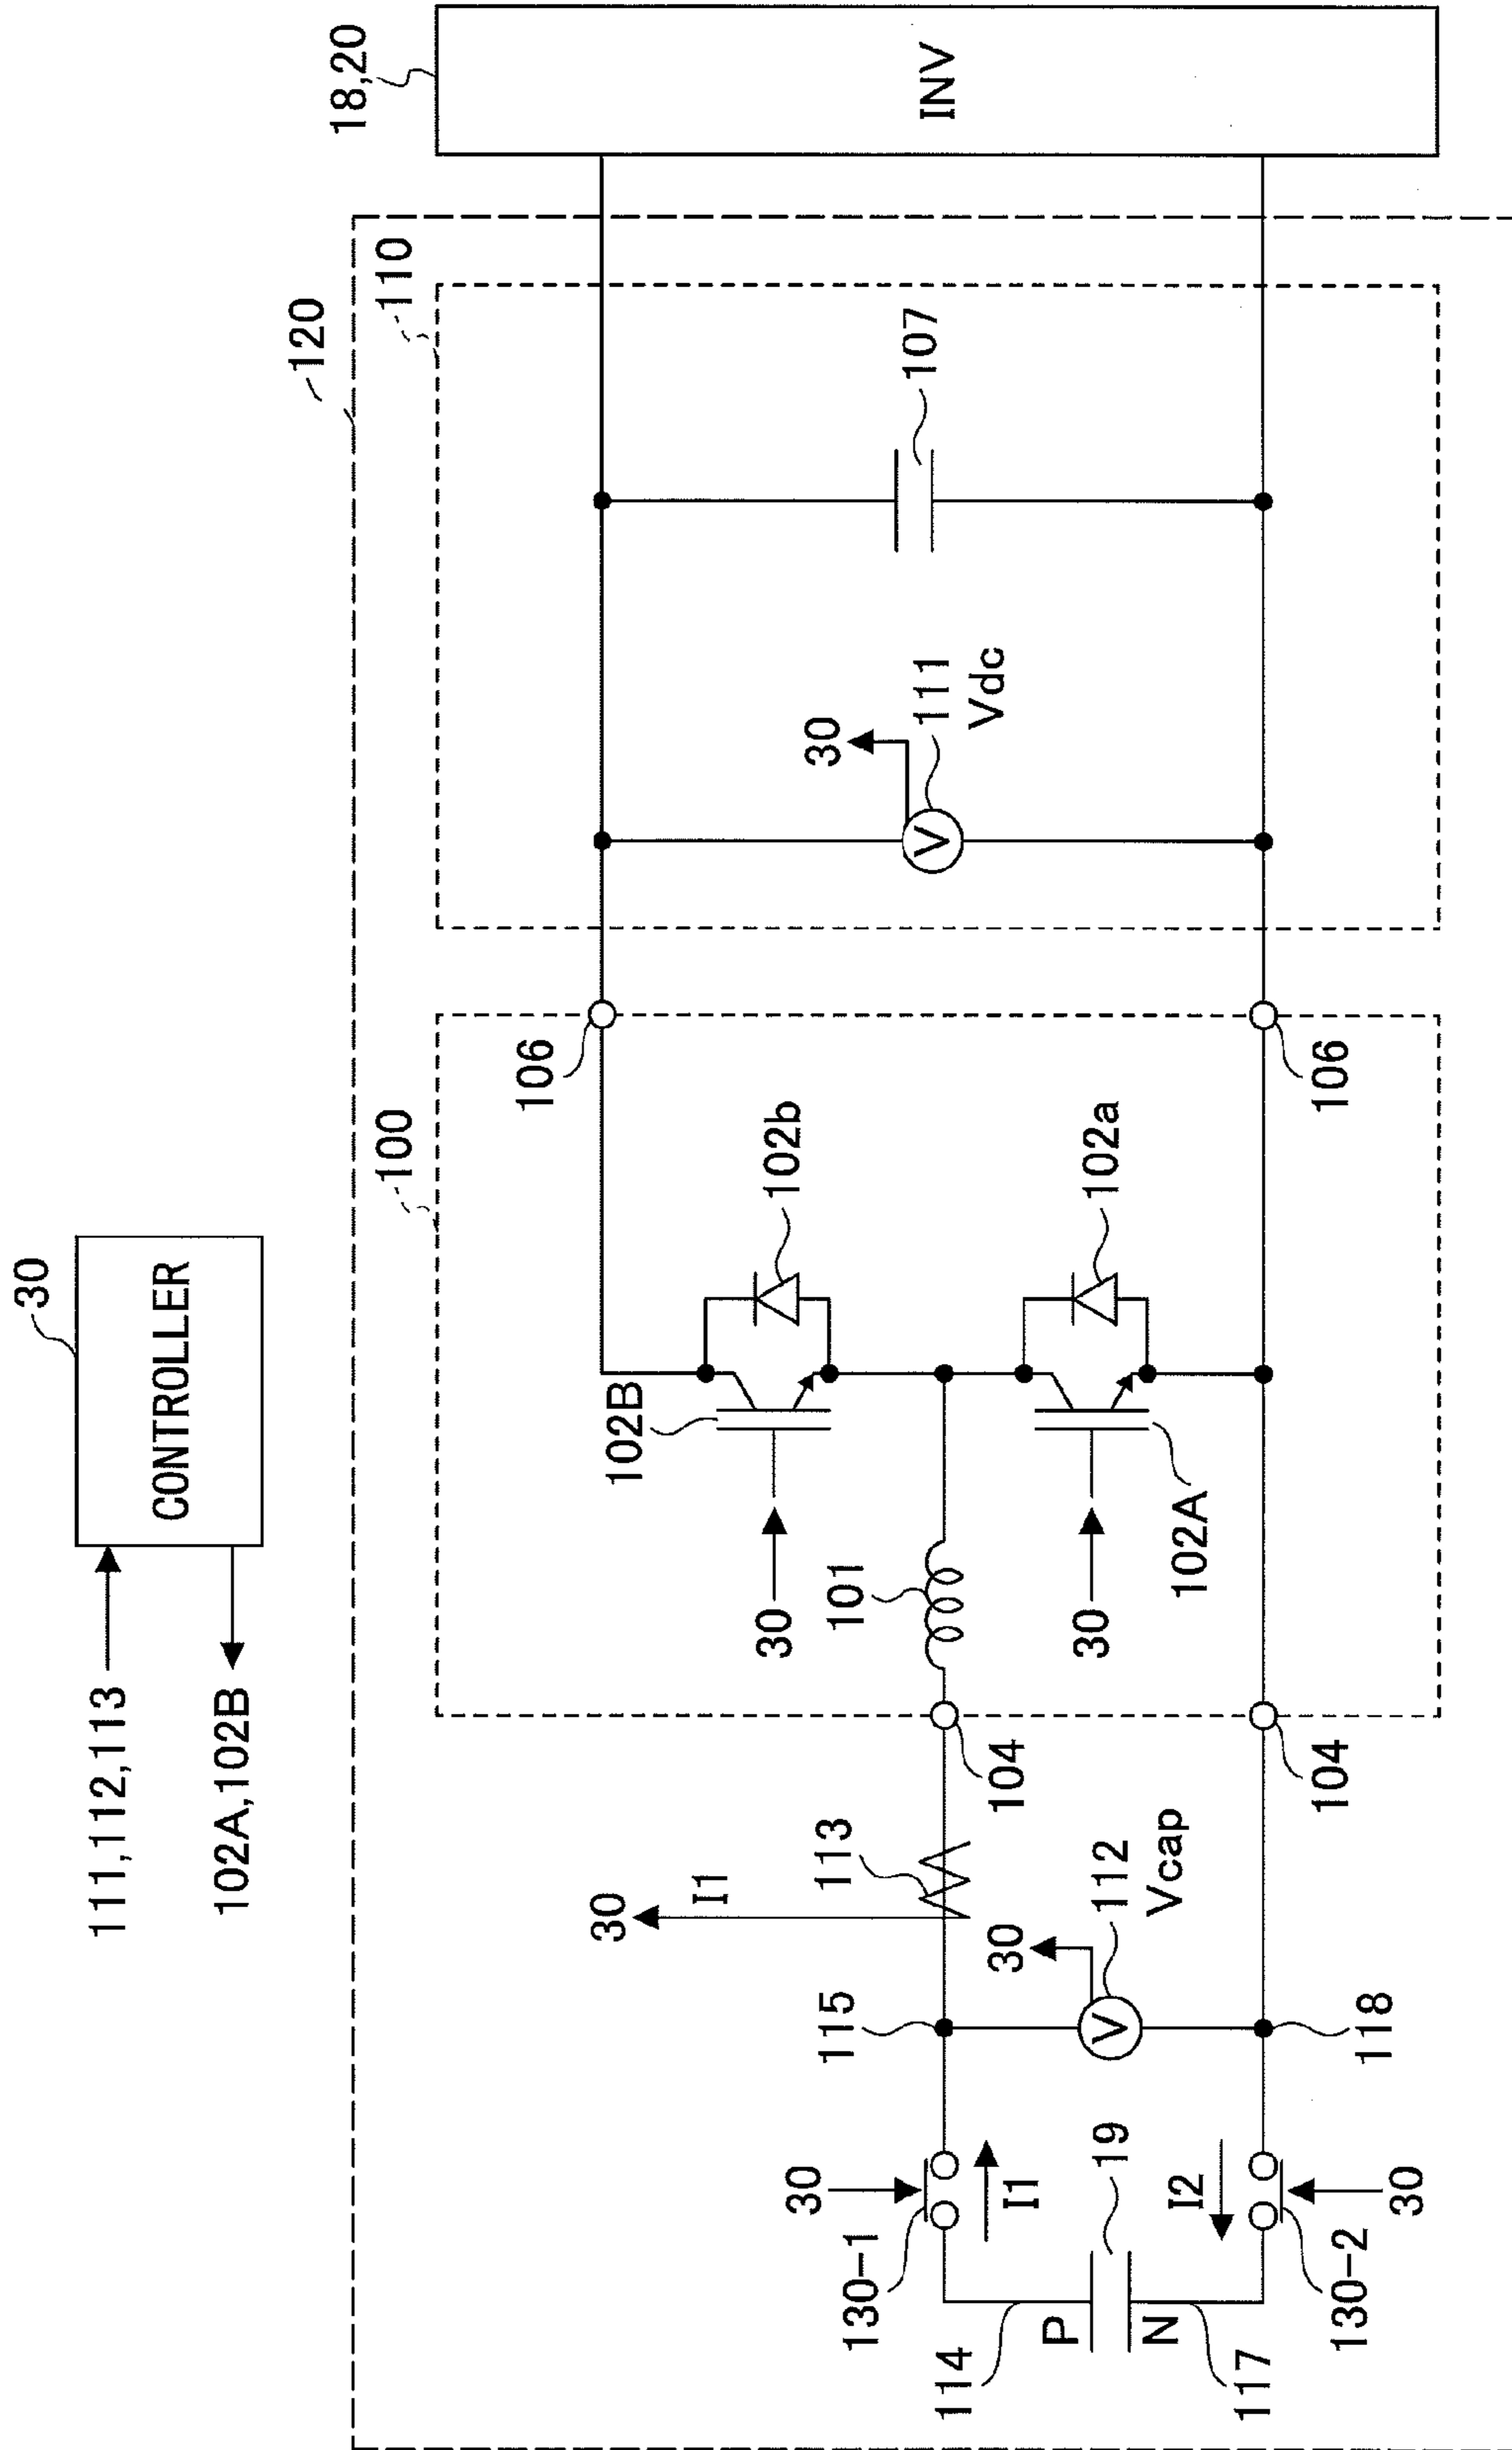 30
CONTROLLER
111,112,113
102A,102B
120
100
110
18,20
INV
30
I1
113
115
130-1
30
I1
114
P
19
N
117
I2
130-2
30
30
112
Vcap
118
104
104
101
30
30
102B
102A
102b
102a
106
106
30
111
Vdc
107